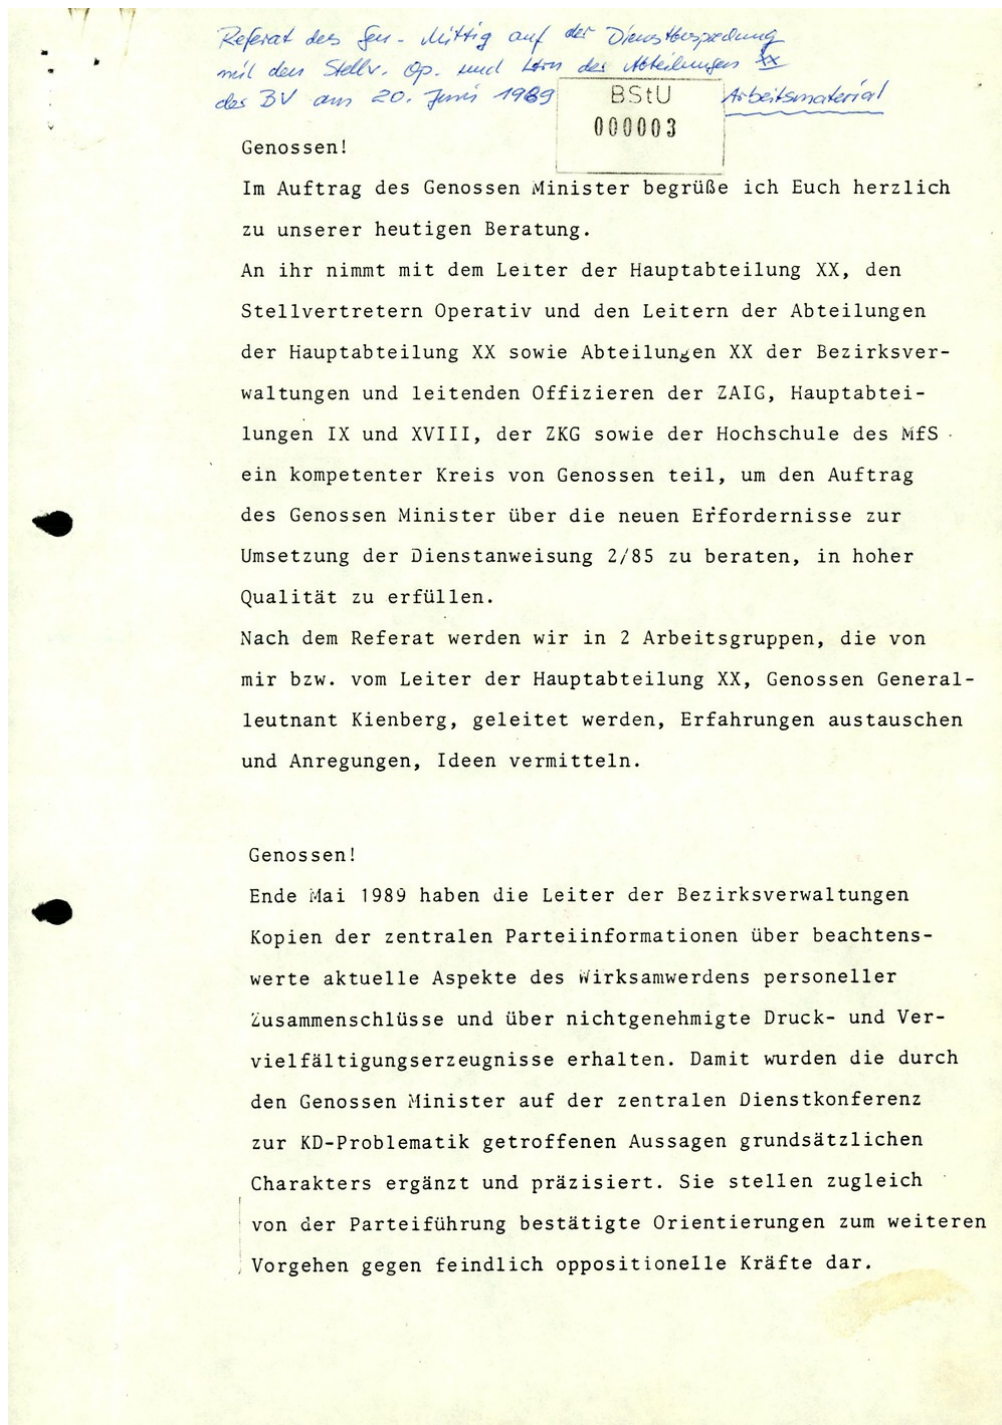 Referat des Gen. Mittig auf der Dienstbesprechung
mit den Stellv. Op. und Ltrn der Abteilungen XX
der BV am 20. Juni 1989
Arbeitsmaterial
BStU
000003
Genossen!
Im Auftrag des Genossen Minister begrüße ich Euch herzlich
zu unserer heutigen Beratung.
An ihr nimmt mit dem Leiter der Hauptabteilung XX, den
Stellvertretern Operativ und den Leitern der Abteilungen
der Hauptabteilung XX sowie Abteilungen XX der Bezirksver-
waltungen und leitenden Offizieren der ZAIG, Hauptabtei-
lungen IX und XVIII, der ZKG sowie der Hochschule des MfS
ein kompetenter Kreis von Genossen teil, um den Auftrag
des Genossen Minister über die neuen Erfordernisse zur
Umsetzung der Dienstanweisung 2/85 zu beraten, in hoher
Qualität zu erfüllen.
Nach dem Referat werden wir in 2 Arbeitsgruppen, die von
mir bzw. vom Leiter der Hauptabteilung XX, Genossen General-
leutnant Kienberg, geleitet werden, Erfahrungen austauschen
und Anregungen, Ideen vermitteln.
Genossen!
Ende Mai 1989 haben die Leiter der Bezirksverwaltungen
Kopien der zentralen Parteiinformationen über beachtens-
werte aktuelle Aspekte des Wirksamwerdens personeller
Zusammenschlüsse und über nichtgenehmigte Druck- und Ver-
vielfältigungserzeugnisse erhalten. Damit wurden die durch
den Genossen Minister auf der zentralen Dienstkonferenz
zur KD-Problematik getroffenen Aussagen grundsätzlichen
Charakters ergänzt und präzisiert. Sie stellen zugleich
von der Parteiführung bestätigte Orientierungen zum weiteren
Vorgehen gegen feindlich oppositionelle Kräfte dar.